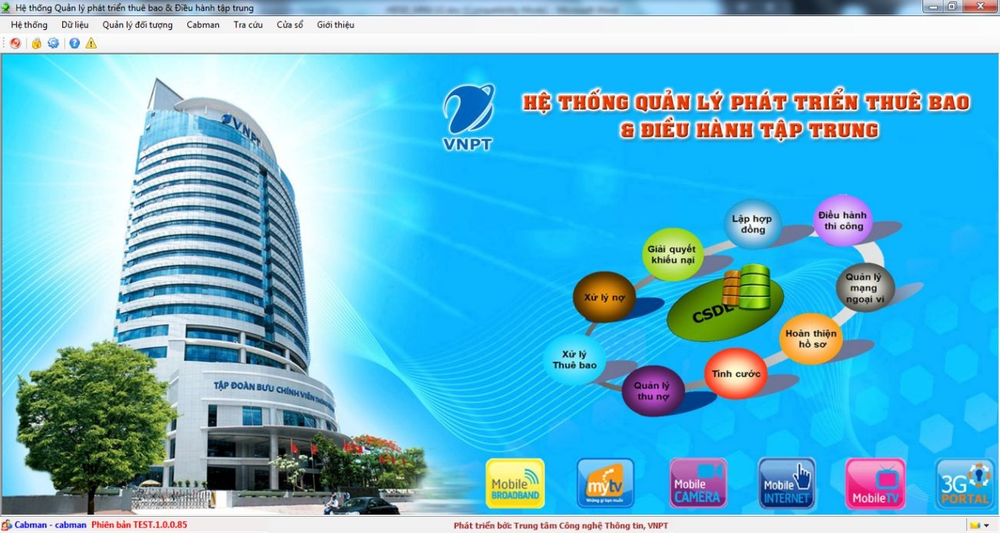 Hệ thống Quản lý phát triển thuê bao & Điều hành tập trung
Hệ thống Dữ liệu Quản lý đối tượng Cabman Tra cứu Cửa sổ Giới thiệu
VNPT
VNPT
HỆ THỐNG QUẢN LÝ PHÁT TRIỂN THUÊ BAO
& ĐIỀU HÀNH TẬP TRUNG
Lập hợp
đồng
Điều hành
thi công
Giải quyết
khiếu nại
Quản lý
mạng
ngoại vi
Xử lý nợ
CSDL
Hoàn thiện
hồ sơ
Xử lý
Thuê bao
Tính cước
Quản lý
thu nợ
TẬP ĐOÀN BƯU CHÍNH VIỄN THÔNG
Mobile
BROADBAND
mytv
Những gì bạn muốn
Mobile
CAMERA
Mobile
INTERNET
MobileTV
3G
PORTAL
Cabman - cabman Phiên bản TEST.1.0.0.85
Phát triển bởi: Trung tâm Công nghệ Thông tin, VNPT